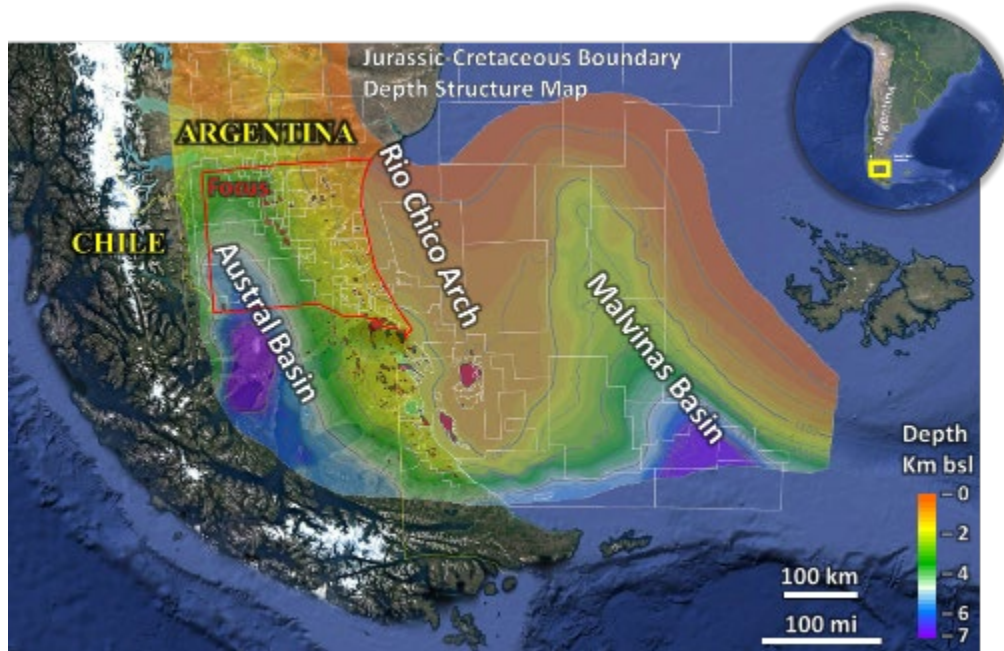 Jurassic-Cretaceous Boundary
Depth Structure Map
Argentina
ARGENTINA
Focus
CHILE
Rio Chico Arch
Austral Basin
Malvinas Basin
Depth
Km bsl
0
2
4
6
7
100 km
100 mi